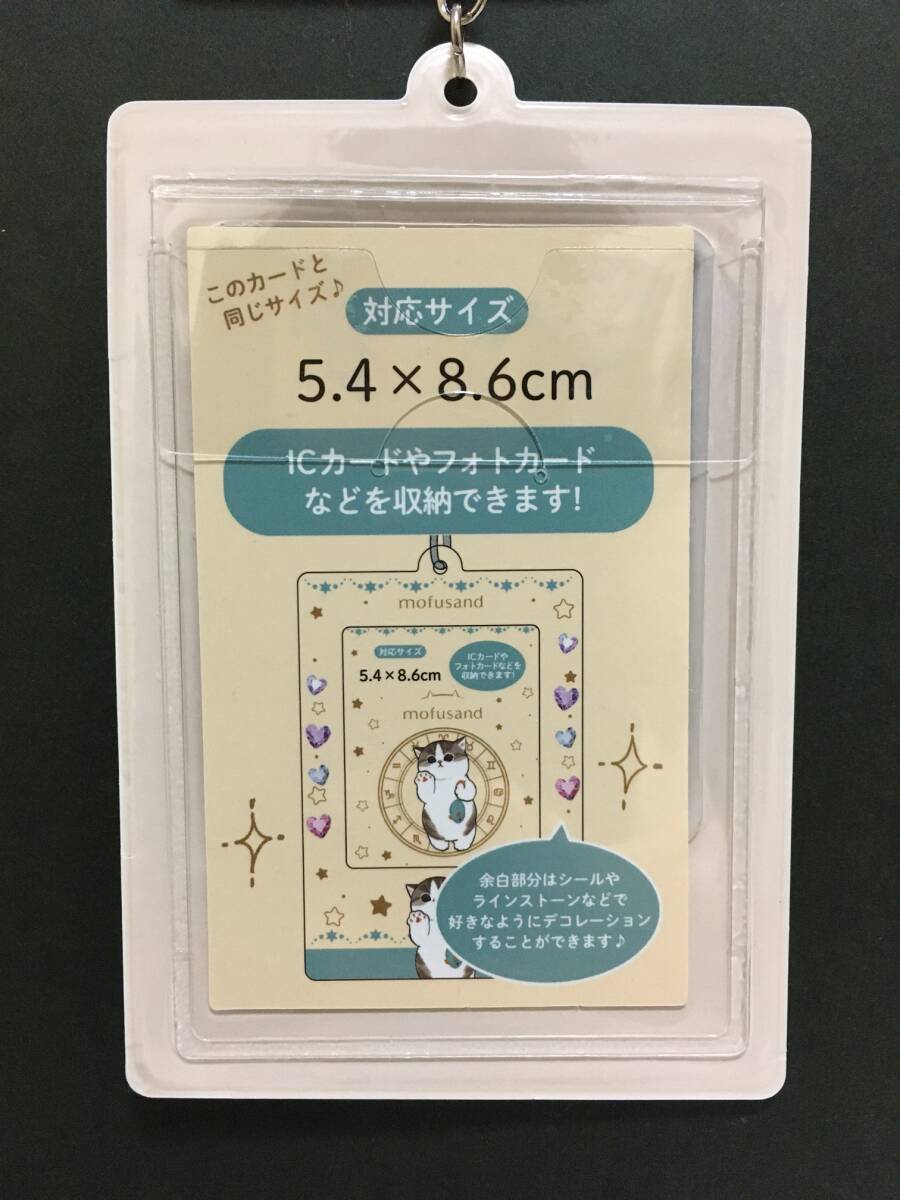 このカードと
同じサイズ♪
対応サイズ
5.4×8.6cm
ICカードやフォトカード
などを収納できます!
mofusand
対応サイズ
5.4×8.6cm
ICカードや
フォトカードなどを
収納できます!
mofusand
余白部分はシールや
ラインストーンなどで
好きなようにデコレーション
することができます♪